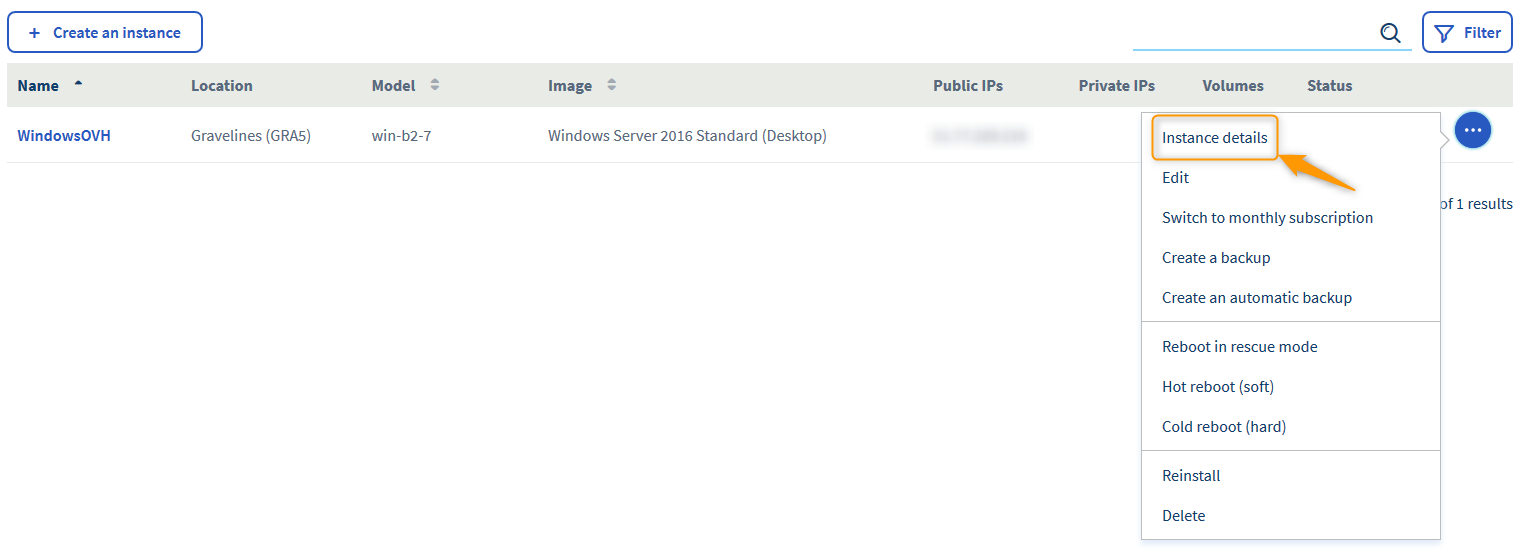 + Create an instance
Filter
Name Location Model Image Public IPs Private IPs Volumes Status
WindowsOVH Gravelines (GRA5) win-b2-7 Windows Server 2016 Standard (Desktop)
Instance details
Edit
of 1 results
Switch to monthly subscription
Create a backup
Create an automatic backup
Reboot in rescue mode
Hot reboot (soft)
Cold reboot (hard)
Reinstall
Delete